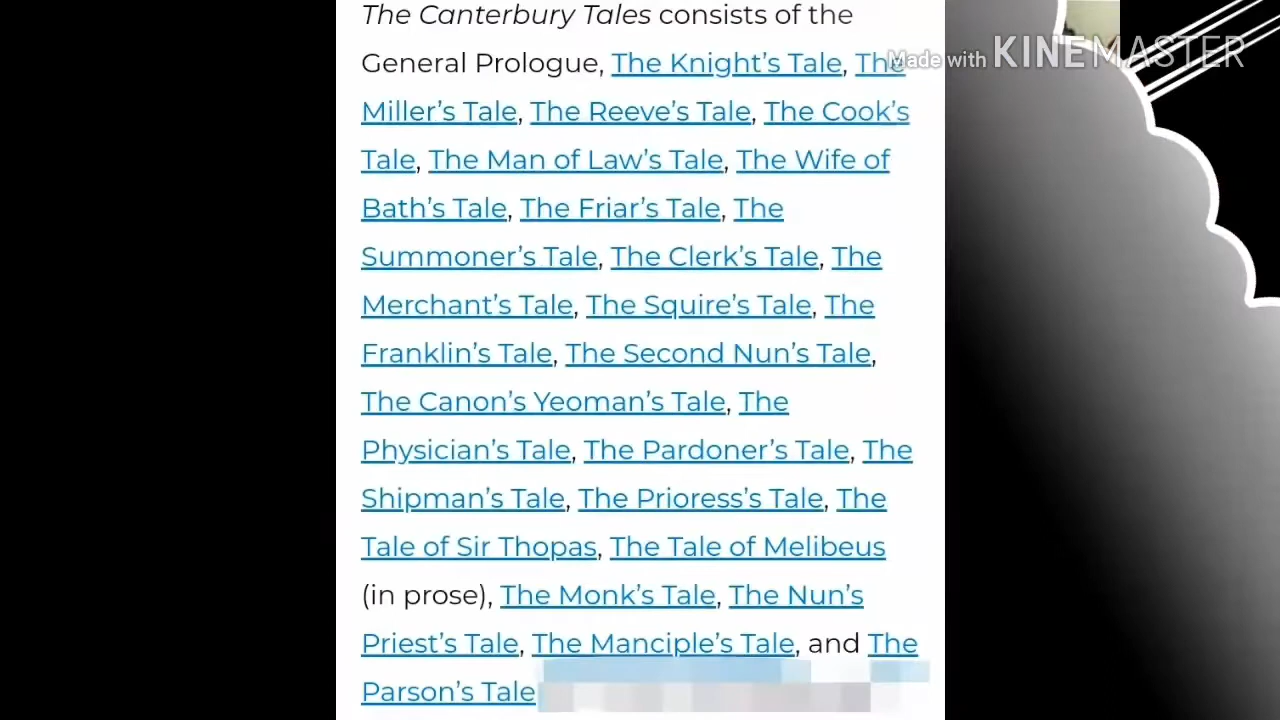 The Canterbury Tales consists of the
Made with KINEMASTER
General Prologue, The Knight’s Tale, The
Miller’s Tale, The Reeve’s Tale, The Cook’s
Tale, The Man of Law’s Tale, The Wife of
Bath’s Tale, The Friar’s Tale, The
Summoner’s Tale, The Clerk’s Tale, The
Merchant’s Tale, The Squire’s Tale, The
Franklin’s Tale, The Second Nun’s Tale,
The Canon’s Yeoman’s Tale, The
Physician’s Tale, The Pardoner’s Tale, The
Shipman’s Tale, The Prioress’s Tale, The
Tale of Sir Thopas, The Tale of Melibeus
(in prose), The Monk’s Tale, The Nun’s
Priest’s Tale, The Manciple’s Tale, and The
Parson’s Tale